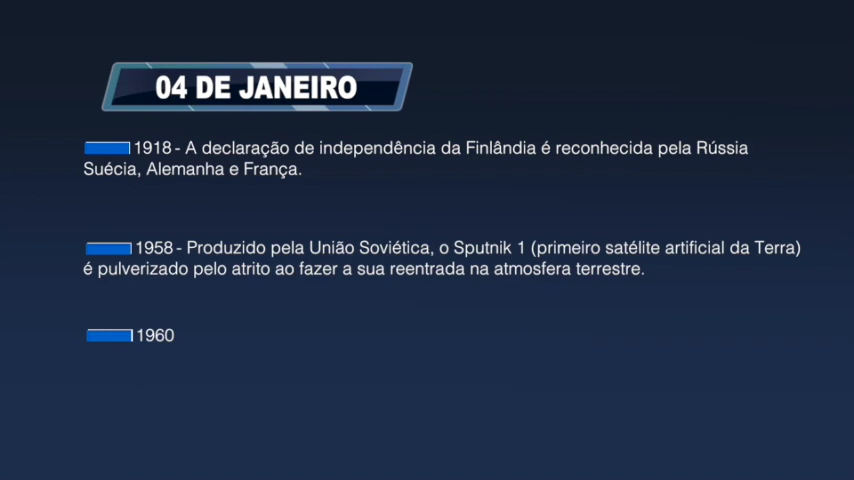 04 DE JANEIRO
1918 - A declaração de independência da Finlândia é reconhecida pela Rússia
Suécia, Alemanha e França.
1958 - Produzido pela União Soviética, o Sputnik 1 (primeiro satélite artificial da Terra)
é pulverizado pelo atrito ao fazer a sua reentrada na atmosfera terrestre.
1960